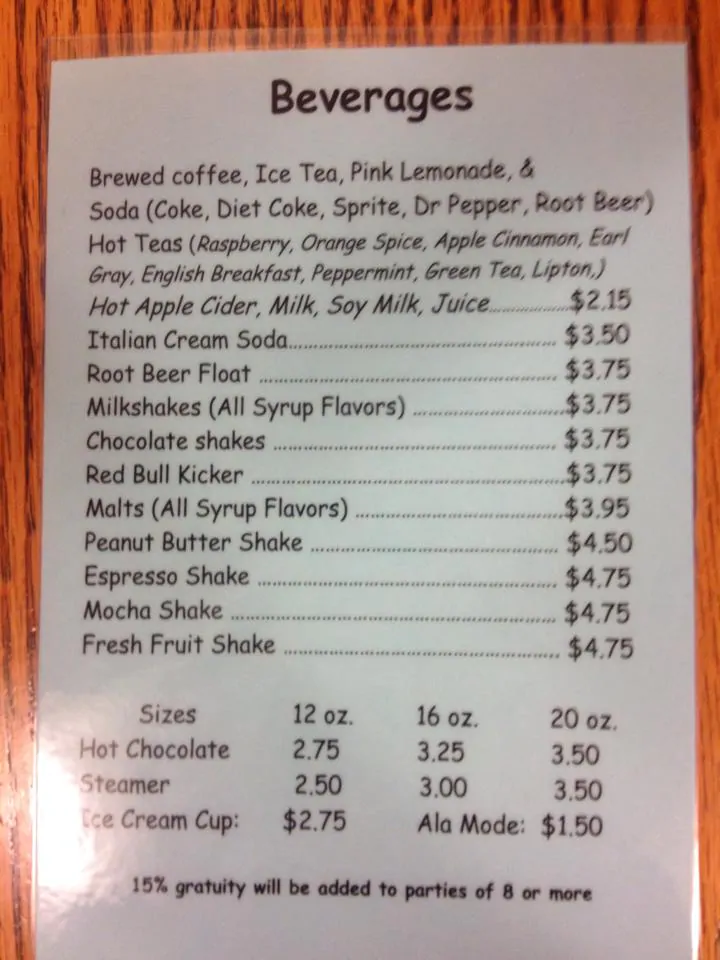 Beverages
Brewed coffee, Ice Tea, Pink Lemonade, &
Soda (Coke, Diet Coke, Sprite, Dr Pepper, Root Beer)
Hot Teas (Raspberry, Orange Spice, Apple Cinnamon, Earl
Gray, English Breakfast, Peppermint, Green Tea, Lipton,)
Hot Apple Cider, Milk, Soy Milk, Juice..................$2.15
Italian Cream Soda...................................................... $3.50
Root Beer Float ............................................................ $3.75
Milkshakes (All Syrup Flavors) ..............................$3.75
Chocolate shakes ......................................................... $3.75
Red Bull Kicker ..............................................................$3.75
Malts (All Syrup Flavors) .........................................$3.95
Peanut Butter Shake .................................................. $4.50
Espresso Shake ............................................................ $4.75
Mocha Shake ................................................................. $4.75
Fresh Fruit Shake ....................................................... $4.75
Sizes 12 oz. 16 oz. 20 oz.
Hot Chocolate 2.75 3.25 3.50
Steamer 2.50 3.00 3.50
Ice Cream Cup: $2.75 Ala Mode: $1.50
15% gratuity will be added to parties of 8 or more